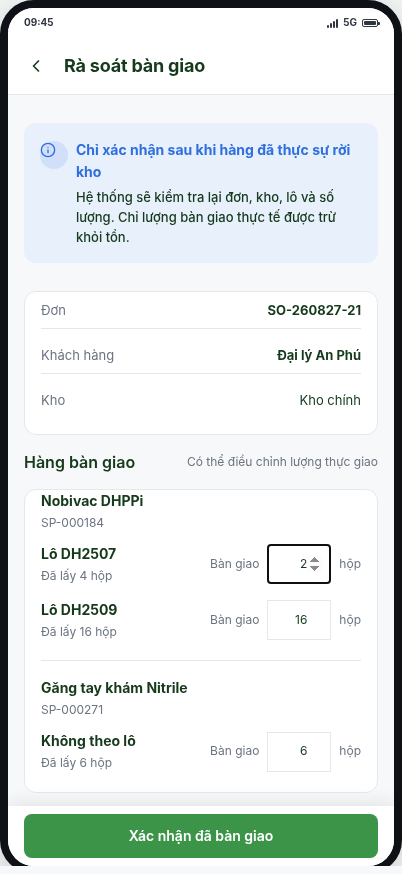 09:45
5G
Rà soát bàn giao
Chỉ xác nhận sau khi hàng đã thực sự rời
kho
Hệ thống sẽ kiểm tra lại đơn, kho, lô và số
lượng. Chỉ lượng bàn giao thực tế được trừ
khỏi tồn.
Đơn SO-260827-21
Khách hàng Đại lý An Phú
Kho Kho chính
Hàng bàn giao Có thể điều chỉnh lượng thực giao
Nobivac DHPPi
SP-000184
Lô DH2507
Đã lấy 4 hộp
Bàn giao 2 hộp
Lô DH2509
Đã lấy 16 hộp
Bàn giao 16 hộp
Găng tay khám Nitrile
SP-000271
Không theo lô
Đã lấy 6 hộp
Bàn giao 6 hộp
Xác nhận đã bàn giao